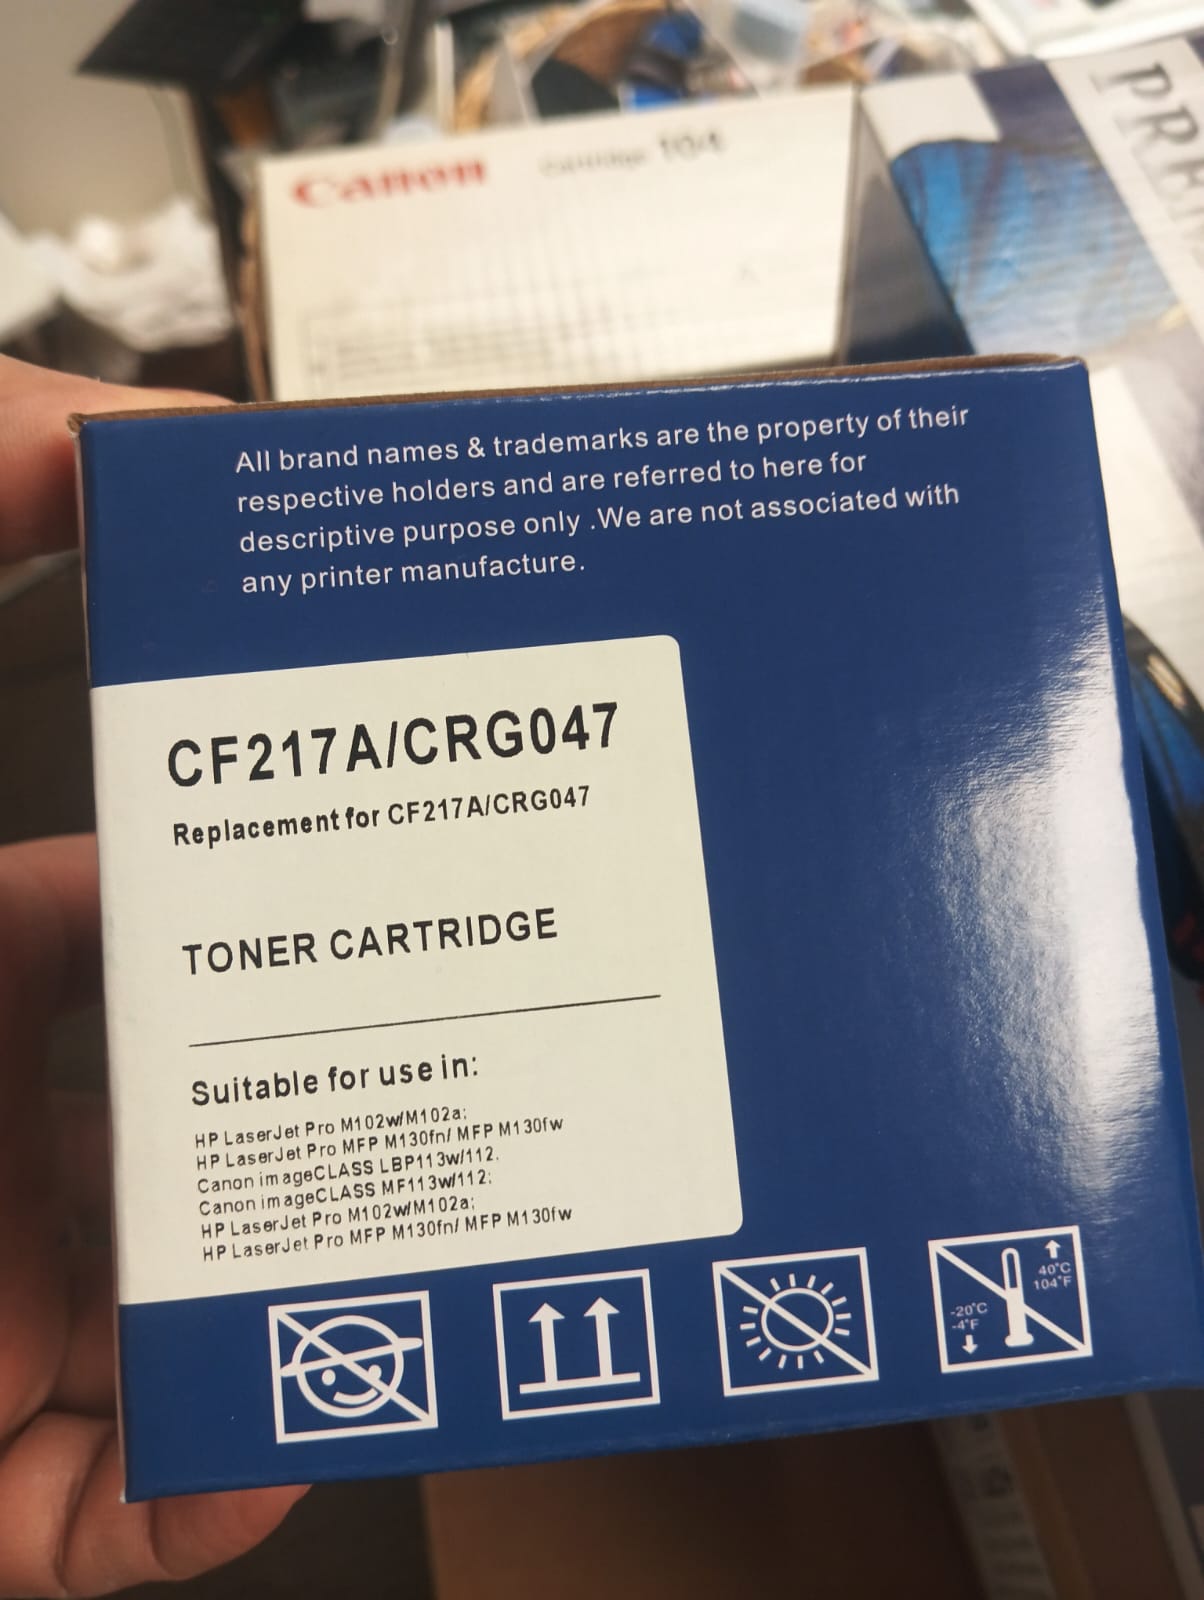 Canon
Cartridge 104
PREM
All brand names & trademarks are the property of their
respective holders and are referred to here for
descriptive purpose only .We are not associated with
any printer manufacture.
CF217A/CRG047
Replacement for CF217A/CRG047
TONER CARTRIDGE
Suitable for use in:
HP LaserJet Pro M102w/M102a;
HP LaserJet Pro MFP M130fn/ MFP M130fw
Canon imageCLASS LBP113w/112.
Canon imageCLASS MF113w/112;
HP LaserJet Pro M102w/M102a;
HP LaserJet Pro MFP M130fn/ MFP M130fw
40°C
104°F
-20°C
-4°F